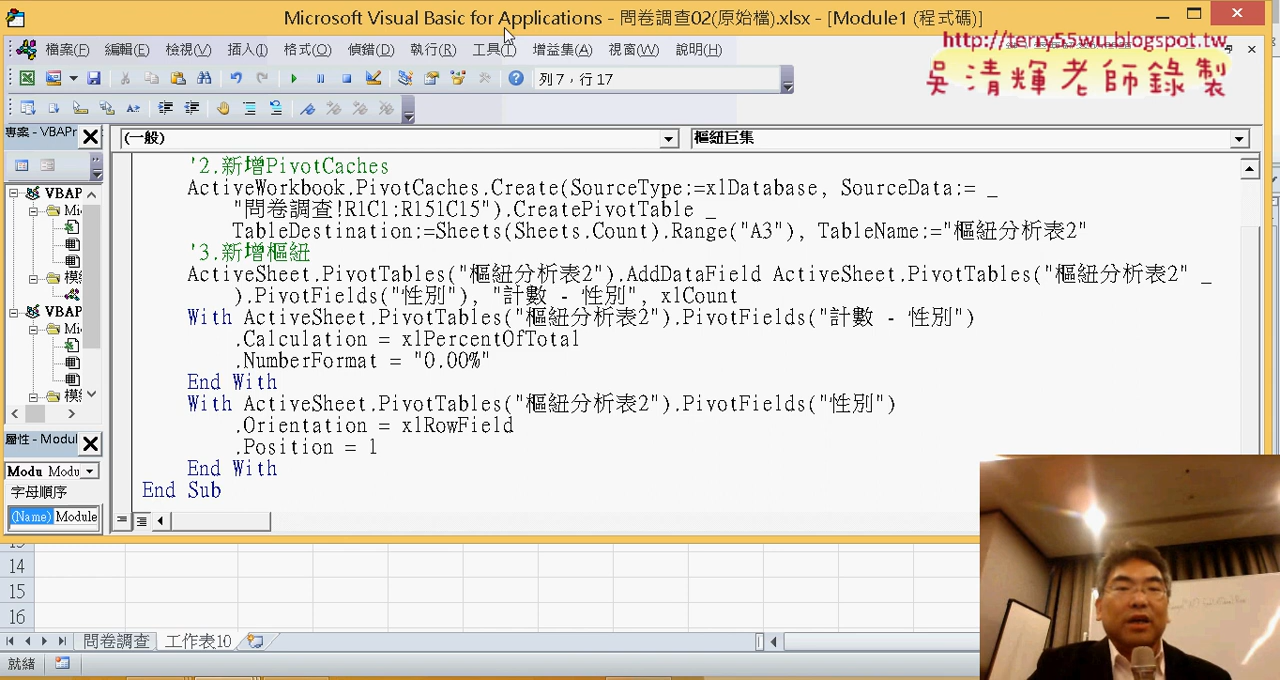 Microsoft Visual Basic for Applications - 問卷調查02(原始檔).xlsx - [Module1 (程式碼)]
檔案(F) 編輯(E) 檢視(V) 插入(I) 格式(O) 偵錯(D) 執行(R) 工具(T) 增益集(A) 視窗(W) 說明(H)
http://terry55wu.blogspot.tw
吳清輝老師錄製
列 7，行 17
專案 - VBAPr
(一般)
樞紐巨集
VBAP
Mi
模
VBAP
Mi
模
'2.新增PivotCaches
ActiveWorkbook.PivotCaches.Create(SourceType:=xlDatabase, SourceData:= _
"問卷調查!R1C1:R151C15").CreatePivotTable _
TableDestination:=Sheets(Sheets.Count).Range("A3"), TableName:="樞紐分析表2"
'3.新增樞紐
ActiveSheet.PivotTables("樞紐分析表2").AddDataField ActiveSheet.PivotTables("樞紐分析表2" _
).PivotFields("性別"), "計數 - 性別", xlCount
With ActiveSheet.PivotTables("樞紐分析表2").PivotFields("計數 - 性別")
.Calculation = xlPercentOfTotal
.NumberFormat = "0.00%"
End With
With ActiveSheet.PivotTables("樞紐分析表2").PivotFields("性別")
.Orientation = xlRowField
.Position = 1
End With
End Sub
屬性 - Modul
Modu Modu
字母順序
(Name) Module
14
15
16
問卷調查 工作表10
就緒